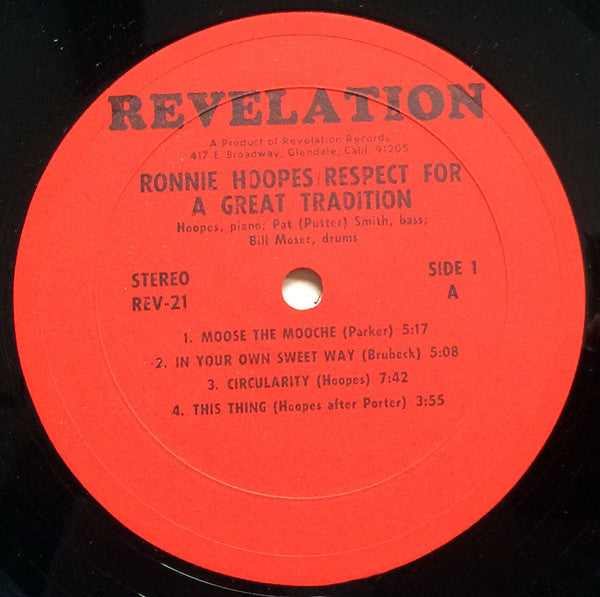 REVELATION
A Product of Revelation Records
417 E. Broadway, Glendale, Calif. 91205
RONNIE HOOPES/RESPECT FOR
A GREAT TRADITION
Hoopes, piano; Pat (Putter) Smith, bass;
Bill Moser, drums
STEREO
REV-21
SIDE 1
A
1. MOOSE THE MOOCHE (Parker) 5:17
2. IN YOUR OWN SWEET WAY (Brubeck) 5:08
3. CIRCULARITY (Hoopes) 7:42
4. THIS THING (Hoopes after Porter) 3:55